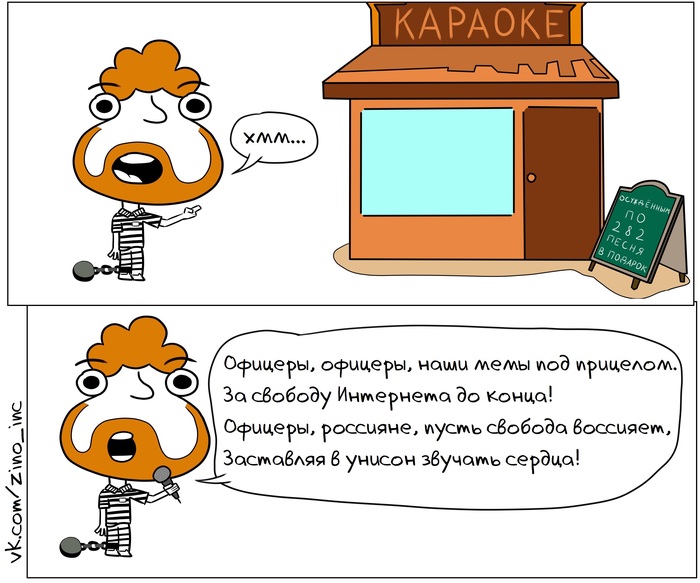 КАРАОКЕ
хмм...
ОСУЖДЁННЫМ
ПО
282
ПЕСНЯ
В ПОДАРОК
Офицеры, офицеры, наши мемы под прицелом.
За свободу Интернета до конца!
Офицеры, россияне, пусть свобода воссияет,
Заставляя в унисон звучать сердца!
vk.com/zino_inc